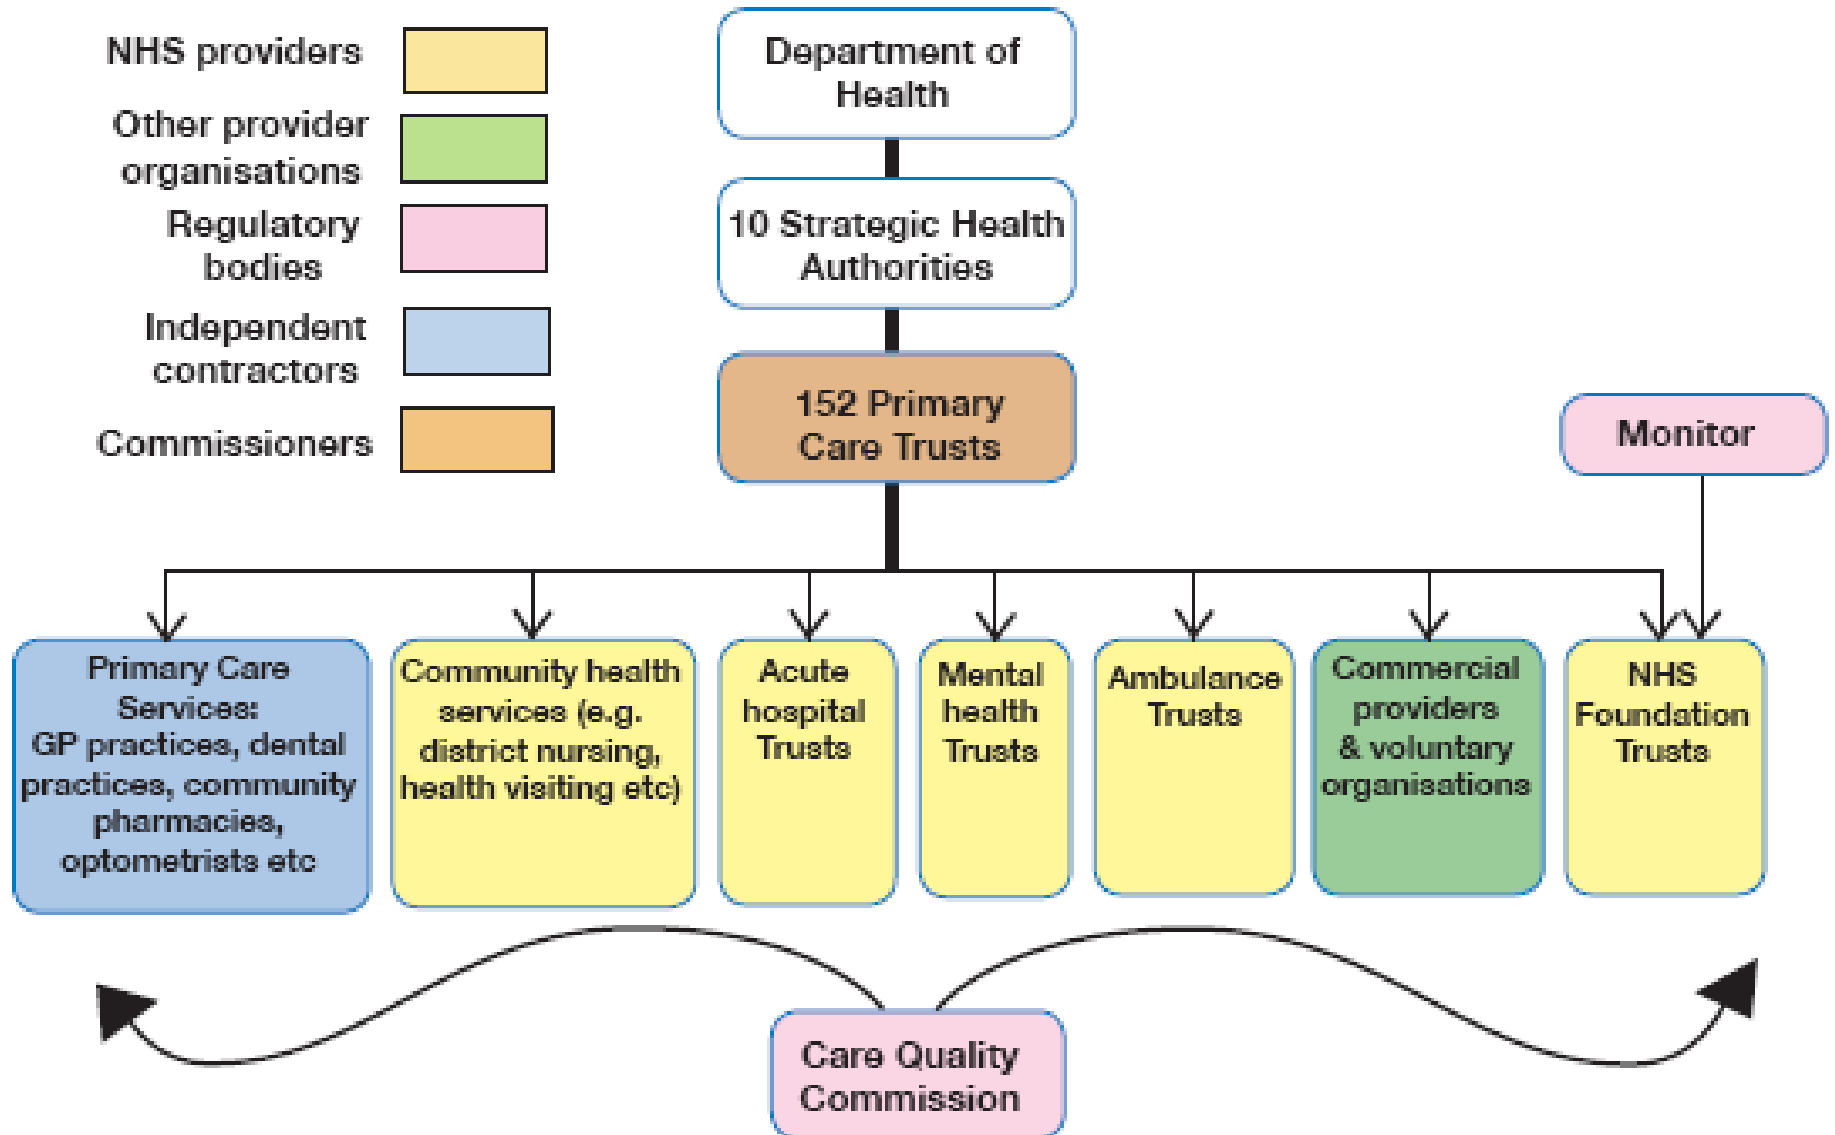 NHS providers
Other provider
organisations
Regulatory
bodies
Independent
contractors
Commissioners
Department of
Health
10 Strategic Health
Authorities
152 Primary
Care Trusts
Monitor
Primary Care
Services:
GP practices, dental
practices, community
pharmacies,
optometrists etc
Community health
services (e.g.
district nursing,
health visiting etc)
Acute
hospital
Trusts
Mental
health
Trusts
Ambulance
Trusts
Commercial
providers
& voluntary
organisations
NHS
Foundation
Trusts
Care Quality
Commission